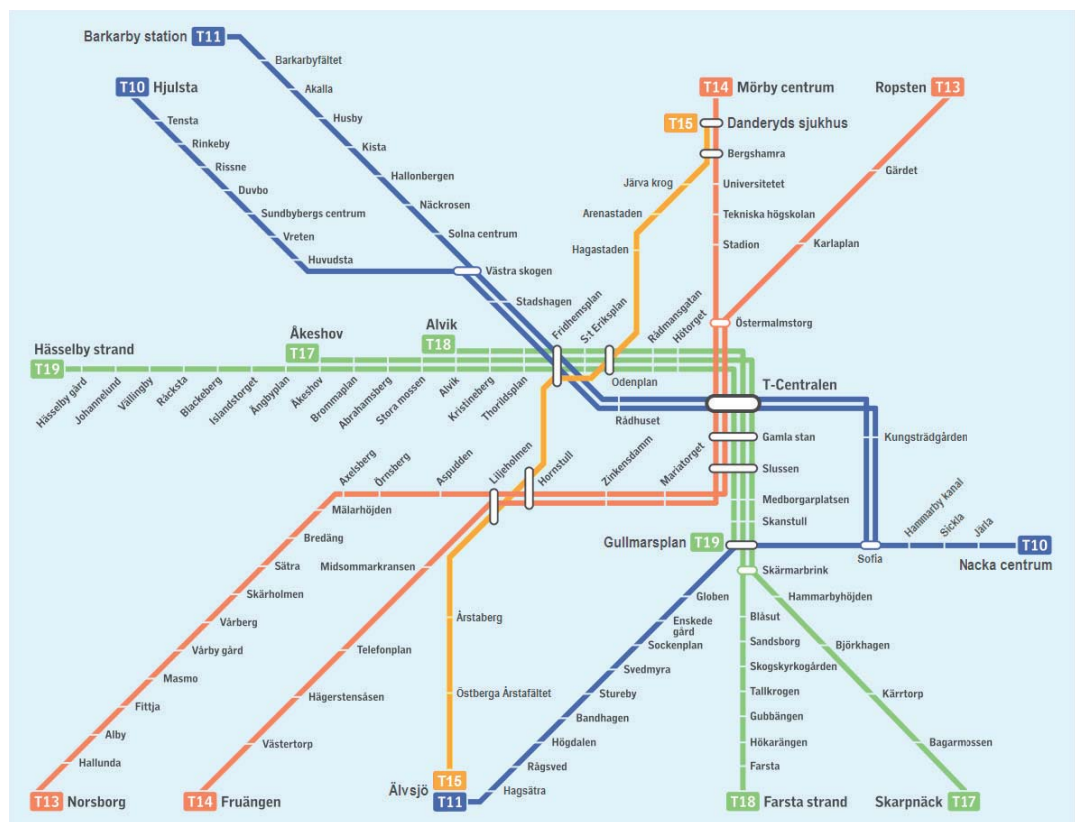 Barkarby station T11
Barkarbyfältet
Akalla
Husby
Kista
Hallonbergen
Näckrosen
Solna centrum
Västra skogen
Stadshagen
T10 Hjulsta
Tensta
Rinkeby
Rissne
Duvbo
Sundbybergs centrum
Vreten
Huvudsta
T14 Mörby centrum
Ropsten T13
T15 Danderyds sjukhus
Bergshamra
Järva krog
Universitetet
Gärdet
Arenastaden
Tekniska högskolan
Hagastaden
Stadion
Karlaplan
Östermalmstorg
Fridhemsplan
S:t Eriksplan
Rådmansgatan
Hötorget
Odenplan
Rådhuset
Alvik
T18
Åkeshov
T17
Hässelby strand
T19
Hässelby gård
Johannelund
Vällingby
Råcksta
Blackeberg
Islandstorget
Ängbyplan
Åkeshov
Brommaplan
Abrahamsberg
Stora mossen
Alvik
Kristineberg
Thorildsplan
T-Centralen
Gamla stan
Kungsträdgården
Slussen
Medborgarplatsen
Skanstull
Gullmarsplan T19
Skärmarbrink
Sofia
Hammarby kanal
Sickla
Järla
T10
Nacka centrum
Axelsberg
Örnsberg
Aspudden
Liljeholmen
Hornstull
Zinkensdamm
Mariatorget
Mälarhöjden
Bredäng
Sätra
Skärholmen
Vårberg
Vårby gård
Masmo
Fittja
Alby
Hallunda
T13 Norsborg
Midsommarkransen
Telefonplan
Hägerstensåsen
Västertorp
T14 Fruängen
Årstaberg
Östberga Årstafältet
Älvsjö T15
T11
Globen
Enskede
gård
Sockenplan
Svedmyra
Stureby
Bandhagen
Högdalen
Rågsved
Hagsätra
Hammarbyhöjden
Björkhagen
Kärrtorp
Bagarmossen
Skarpnäck T17
Blåsut
Sandsborg
Skogskyrkogården
Tallkrogen
Gubbängen
Hökarängen
Farsta
T18 Farsta strand